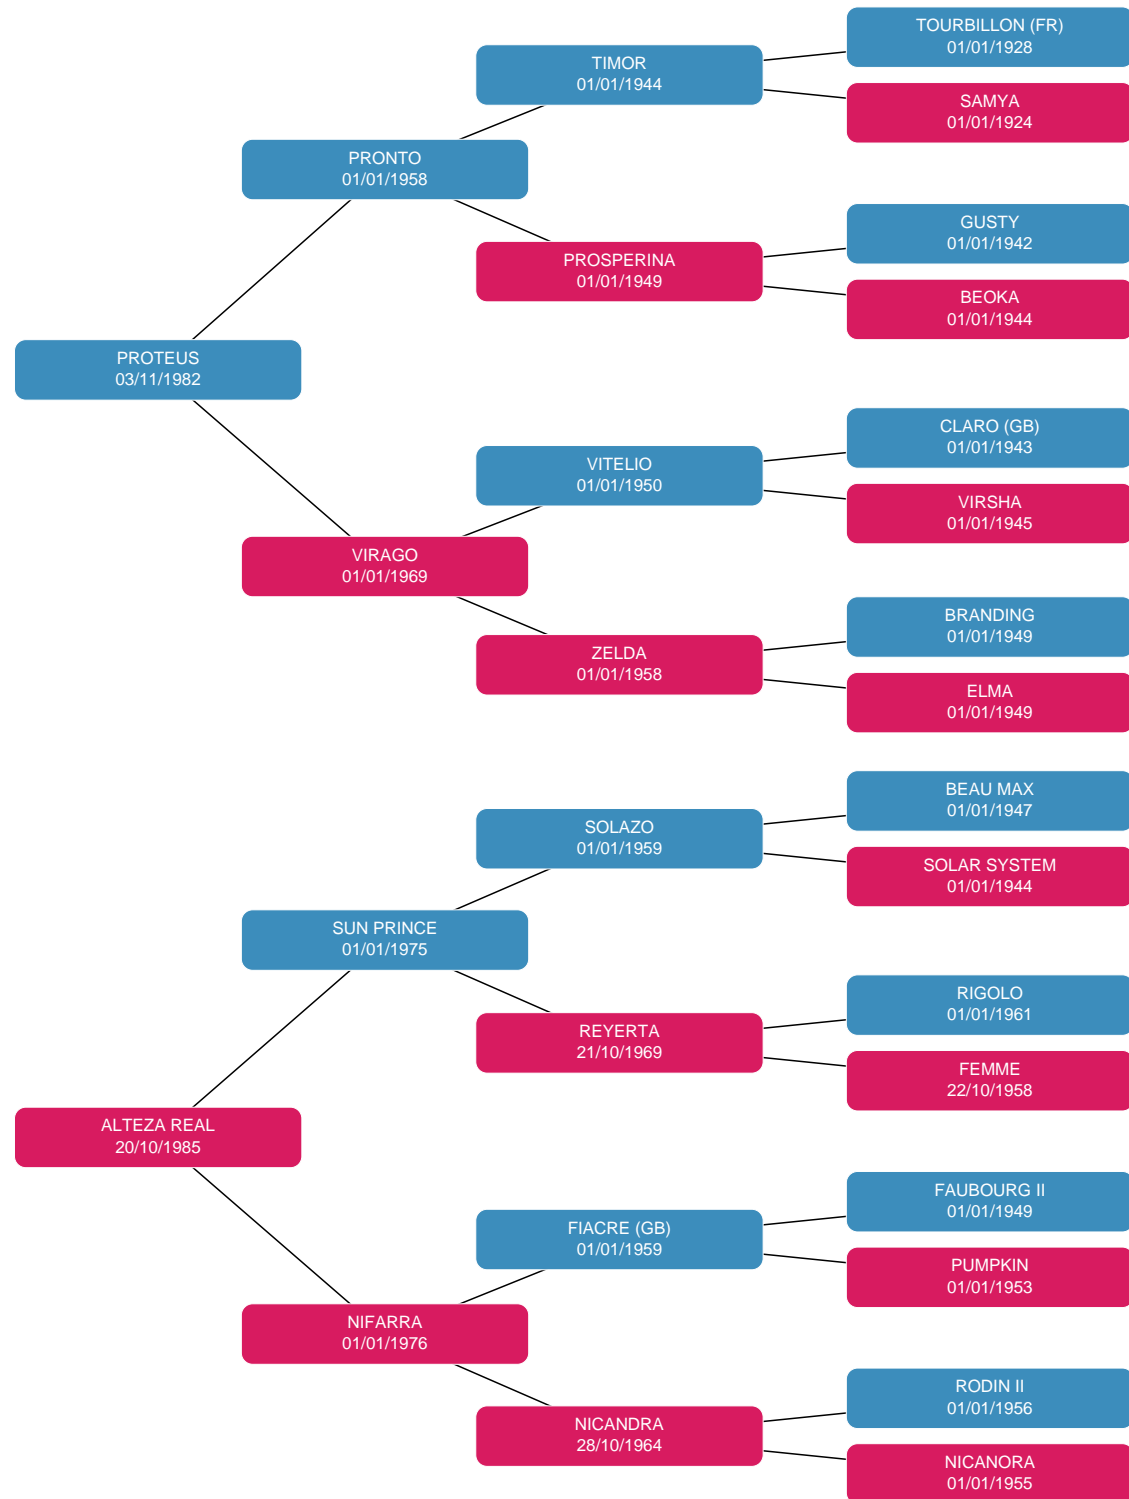 TOURBILLON (FR)
01/01/1928
TIMOR
01/01/1944
SAMYA
01/01/1924
PRONTO
01/01/1958
GUSTY
01/01/1942
PROSPERINA
01/01/1949
BEOKA
01/01/1944
PROTEUS
03/11/1982
CLARO (GB)
01/01/1943
VITELIO
01/01/1950
VIRSHA
01/01/1945
VIRAGO
01/01/1969
BRANDING
01/01/1949
ZELDA
01/01/1958
ELMA
01/01/1949
BEAU MAX
01/01/1947
SOLAZO
01/01/1959
SOLAR SYSTEM
01/01/1944
SUN PRINCE
01/01/1975
RIGOLO
01/01/1961
REYERTA
21/10/1969
FEMME
22/10/1958
ALTEZA REAL
20/10/1985
FAUBOURG II
01/01/1949
FIACRE (GB)
01/01/1959
PUMPKIN
01/01/1953
NIFARRA
01/01/1976
RODIN II
01/01/1956
NICANDRA
28/10/1964
NICANORA
01/01/1955